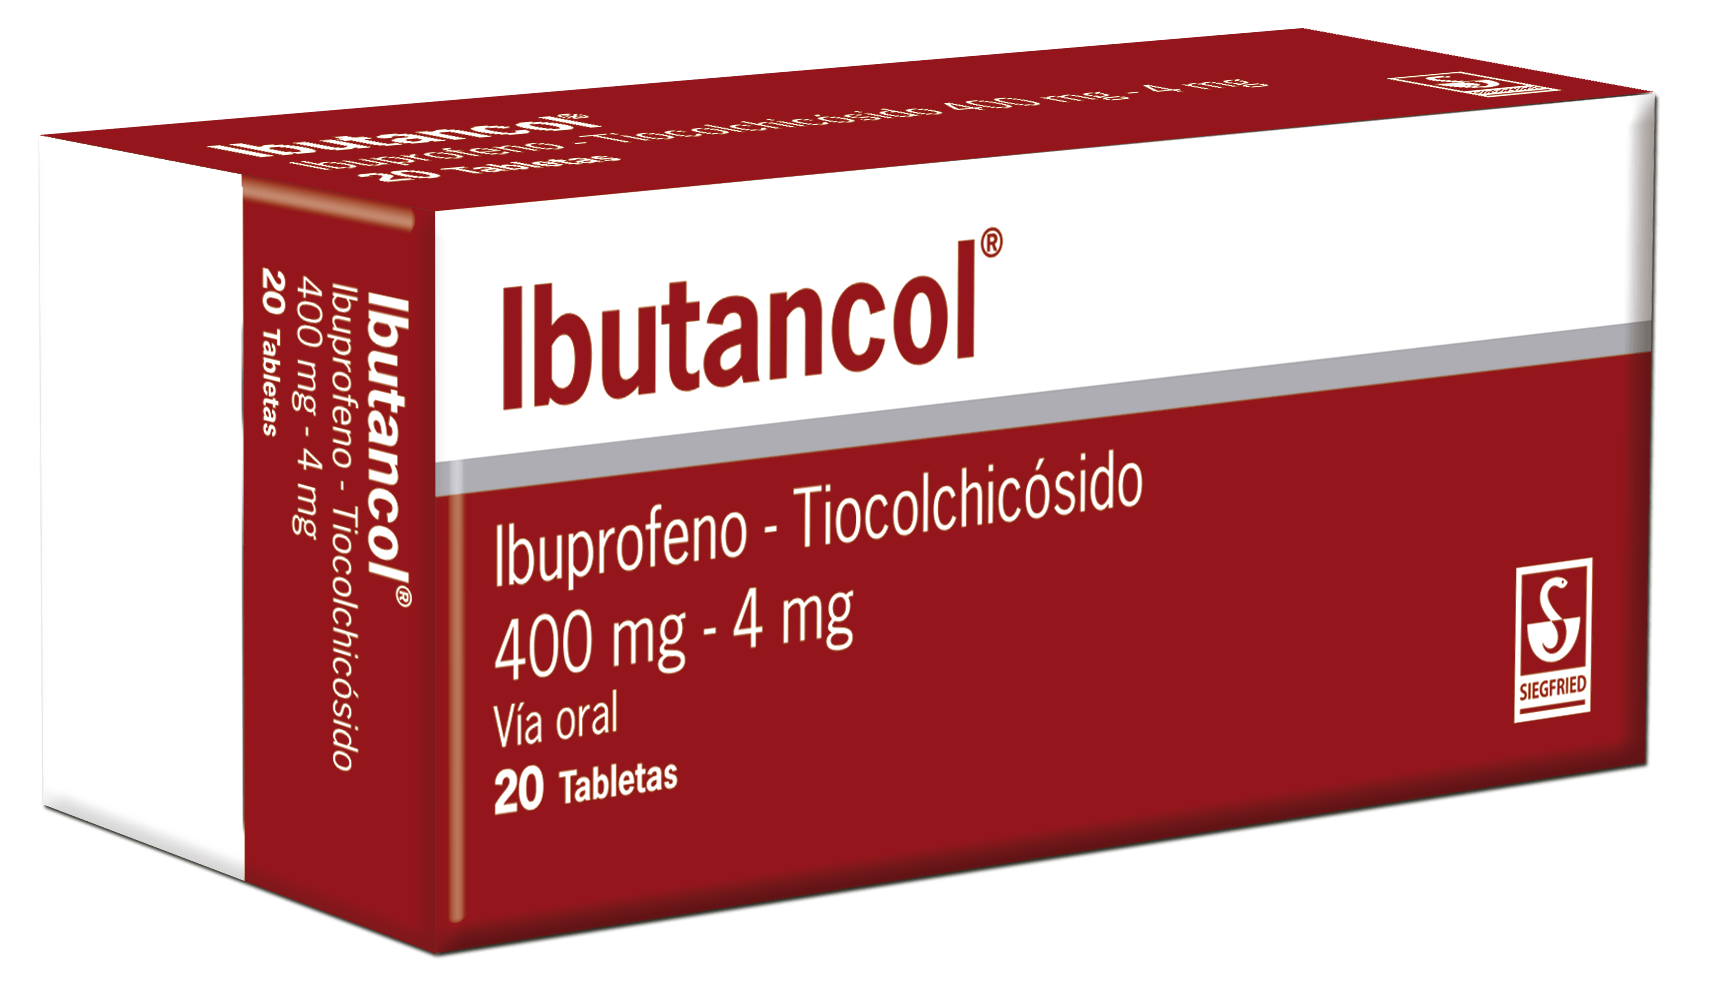 Ibutancol®
Ibuprofeno - Tiocolchicósido 400 mg - 4 mg
20 Tabletas
Ibutancol®
Ibuprofeno - Tiocolchicósido
400 mg - 4 mg
20 Tabletas
Ibutancol®
Ibuprofeno - Tiocolchicósido
400 mg - 4 mg
Vía oral
20 Tabletas
SIEGFRIED